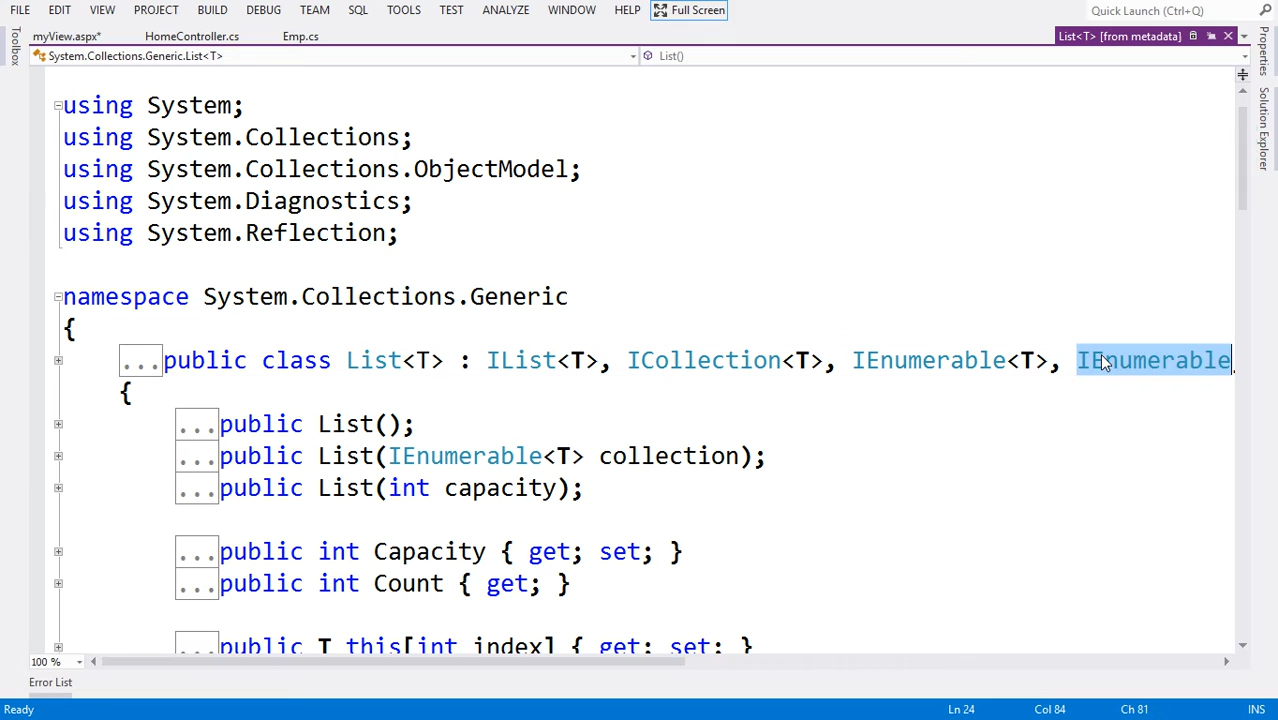 FILE EDIT VIEW PROJECT BUILD DEBUG TEAM SQL TOOLS TEST ANALYZE WINDOW HELP Full Screen Quick Launch (Ctrl+Q)
Toolbox
myView.aspx* HomeController.cs Emp.cs List<T> [from metadata]
Properties
Solution Explorer
System.Collections.Generic.List<T> List()
using System;
using System.Collections;
using System.Collections.ObjectModel;
using System.Diagnostics;
using System.Reflection;
namespace System.Collections.Generic
{
...public class List<T> : IList<T>, ICollection<T>, IEnumerable<T>, IEnumerable
{
...public List();
...public List(IEnumerable<T> collection);
...public List(int capacity);
...public int Capacity { get; set; }
...public int Count { get; }
...public T this[int index] { get; set; }
100 %
Error List
Ready Ln 24 Col 84 Ch 81 INS